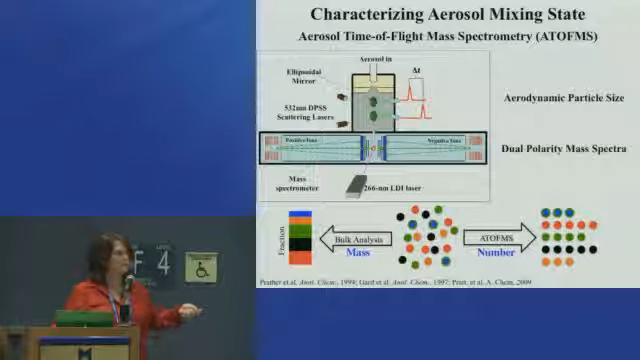 Characterizing Aerosol Mixing State
Aerosol Time-of-Flight Mass Spectrometry (ATOFMS)
Aerosol in
Δt
Ellipsoidal
Mirror
532nm DPSS
Scattering Lasers
Aerodynamic Particle Size
Positive Ions
Negative Ions
Dual Polarity Mass Spectra
Mass
spectrometer
266-nm LDI laser
Fraction
Bulk Analysis
Mass
ATOFMS
Number
Prather et al, Anal. Chem., 1994; Gard et al. Anal. Chem., 1997; Pratt, et al. A. Chem, 2009
LEVEL
F 4